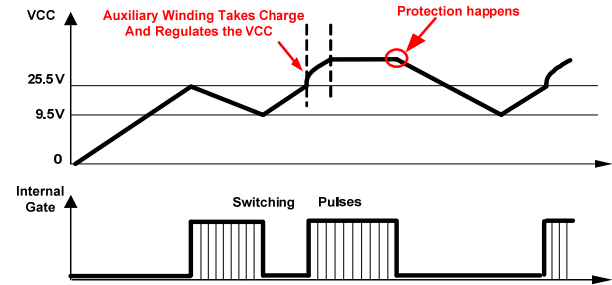 VCC
Auxiliary Winding Takes Charge
And Regulates the VCC
Protection happens
25.5V
9.5V
0
Internal
Gate
Switching Pulses